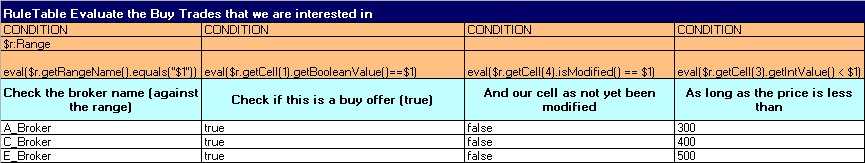 RuleTable Evaluate the Buy Trades that we are interested in
CONDITION CONDITION CONDITION CONDITION
$r:Range
eval($r.getRangeName().equals("$1")) eval($r.getCell(1).getBooleanValue()==$1) eval($r.getCell(4).isModified() == $1) eval($r.getCell(3).getIntValue() < $1)
Check the broker name (against the range) Check if this is a buy offer (true) And our cell as not yet been modified As long as the price is less than
A_Broker true false 300
C_Broker true false 400
E_Broker true false 500